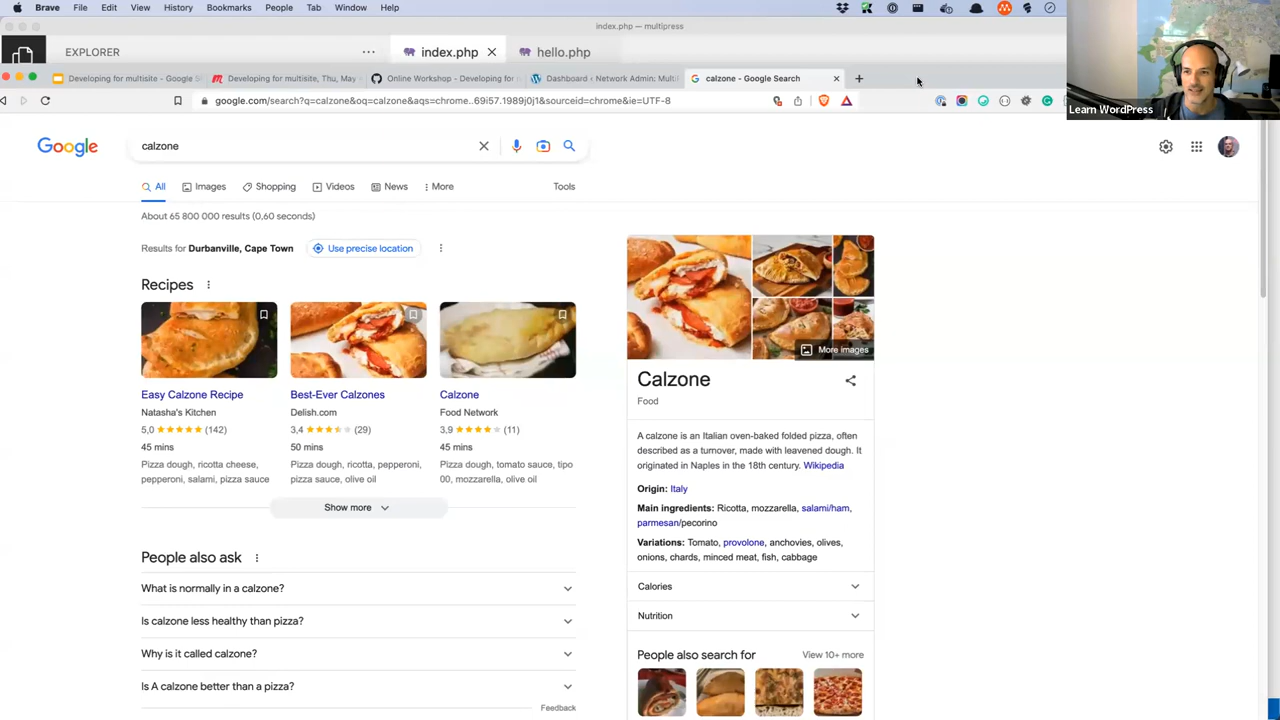 Brave File Edit View History Bookmarks People Tab Window Help
index.php — multipress
EXPLORER ··· index.php hello.php
Developing for multisite - Google S Developing for multisite, Thu, May Online Workshop - Developing for Dashboard ‹ Network Admin: Multi calzone - Google Search
google.com/search?q=calzone&oq=calzone&aqs=chrome..69i57.1989j0j1&sourceid=chrome&ie=UTF-8
Learn WordPress
Google
calzone
All Images Shopping Videos News More Tools
About 65 800 000 results (0,60 seconds)
Results for Durbanville, Cape Town Use precise location
Recipes
Easy Calzone Recipe
Natasha's Kitchen
5,0 (142)
45 mins
Pizza dough, ricotta cheese,
pepperoni, salami, pizza sauce
Best-Ever Calzones
Delish.com
3,4 (29)
50 mins
Pizza dough, ricotta, pepperoni,
pizza sauce, olive oil
Calzone
Food Network
3,9 (11)
45 mins
Pizza dough, tomato sauce, tipo
00, mozzarella, olive oil
Show more
People also ask
What is normally in a calzone?
Is calzone less healthy than pizza?
Why is it called calzone?
Is A calzone better than a pizza?
Feedback
More images
Calzone
Food
A calzone is an Italian oven-baked folded pizza, often
described as a turnover, made with leavened dough. It
originated in Naples in the 18th century. Wikipedia
Origin: Italy
Main ingredients: Ricotta, mozzarella, salami/ham,
parmesan/pecorino
Variations: Tomato, provolone, anchovies, olives,
onions, chards, minced meat, fish, cabbage
Calories
Nutrition
People also search for View 10+ more